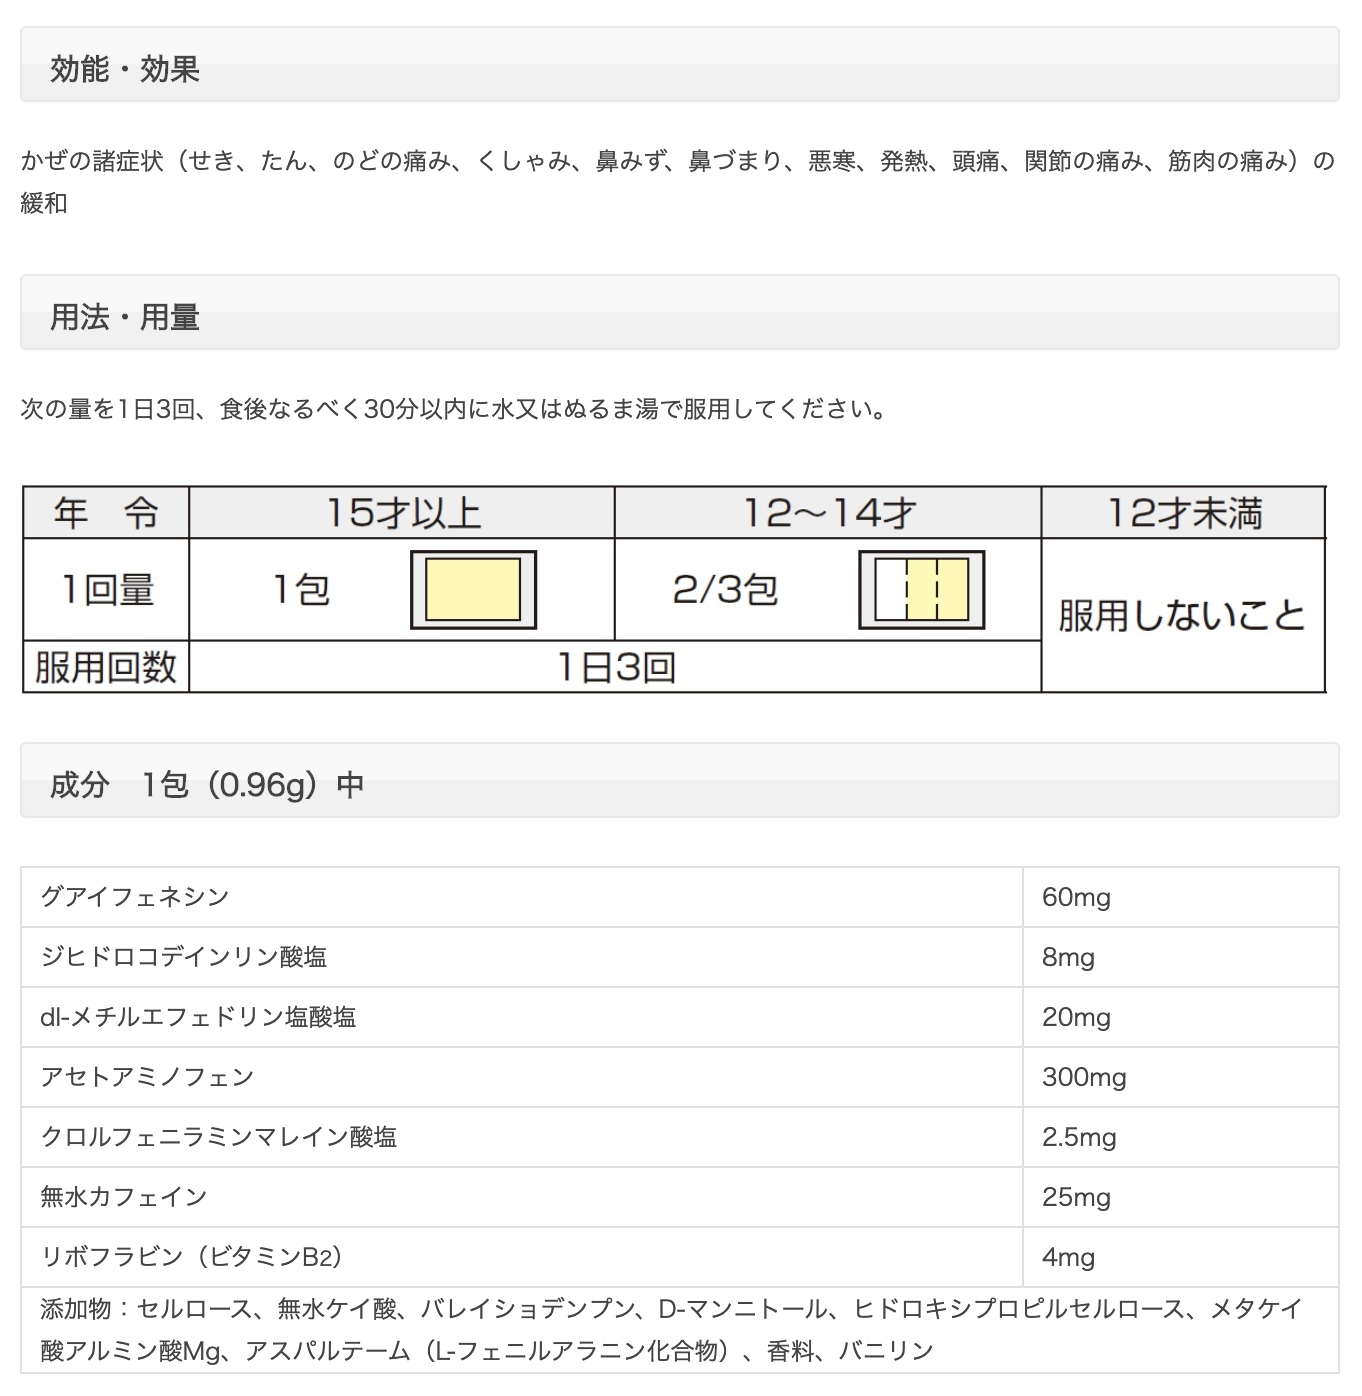 効能・効果
かぜの諸症状（せき、たん、のどの痛み、くしゃみ、鼻みず、鼻づまり、悪寒、発熱、頭痛、関節の痛み、筋肉の痛み）の
緩和
用法・用量
次の量を1日3回、食後なるべく30分以内に水又はぬるま湯で服用してください。
年　令 15才以上 12～14才 12才未満
1回量 1包 2/3包 服用しないこと
服用回数 1日3回
成分　1包（0.96g）中
グアイフェネシン 60mg
ジヒドロコデインリン酸塩 8mg
dl-メチルエフェドリン塩酸塩 20mg
アセトアミノフェン 300mg
クロルフェニラミンマレイン酸塩 2.5mg
無水カフェイン 25mg
リボフラビン（ビタミンB2） 4mg
添加物：セルロース、無水ケイ酸、バレイショデンプン、D-マンニトール、ヒドロキシプロピルセルロース、メタケイ
酸アルミン酸Mg、アスパルテーム（L-フェニルアラニン化合物）、香料、バニリン